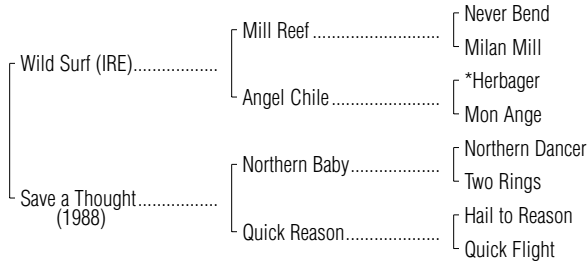 Never Bend
Mill Reef
Milan Mill
Wild Surf (IRE)
*Herbager
Angel Chile
Mon Ange
Northern Dancer
Northern Baby
Two Rings
Save a Thought
(1988)
Hail to Reason
Quick Reason
Quick Flight